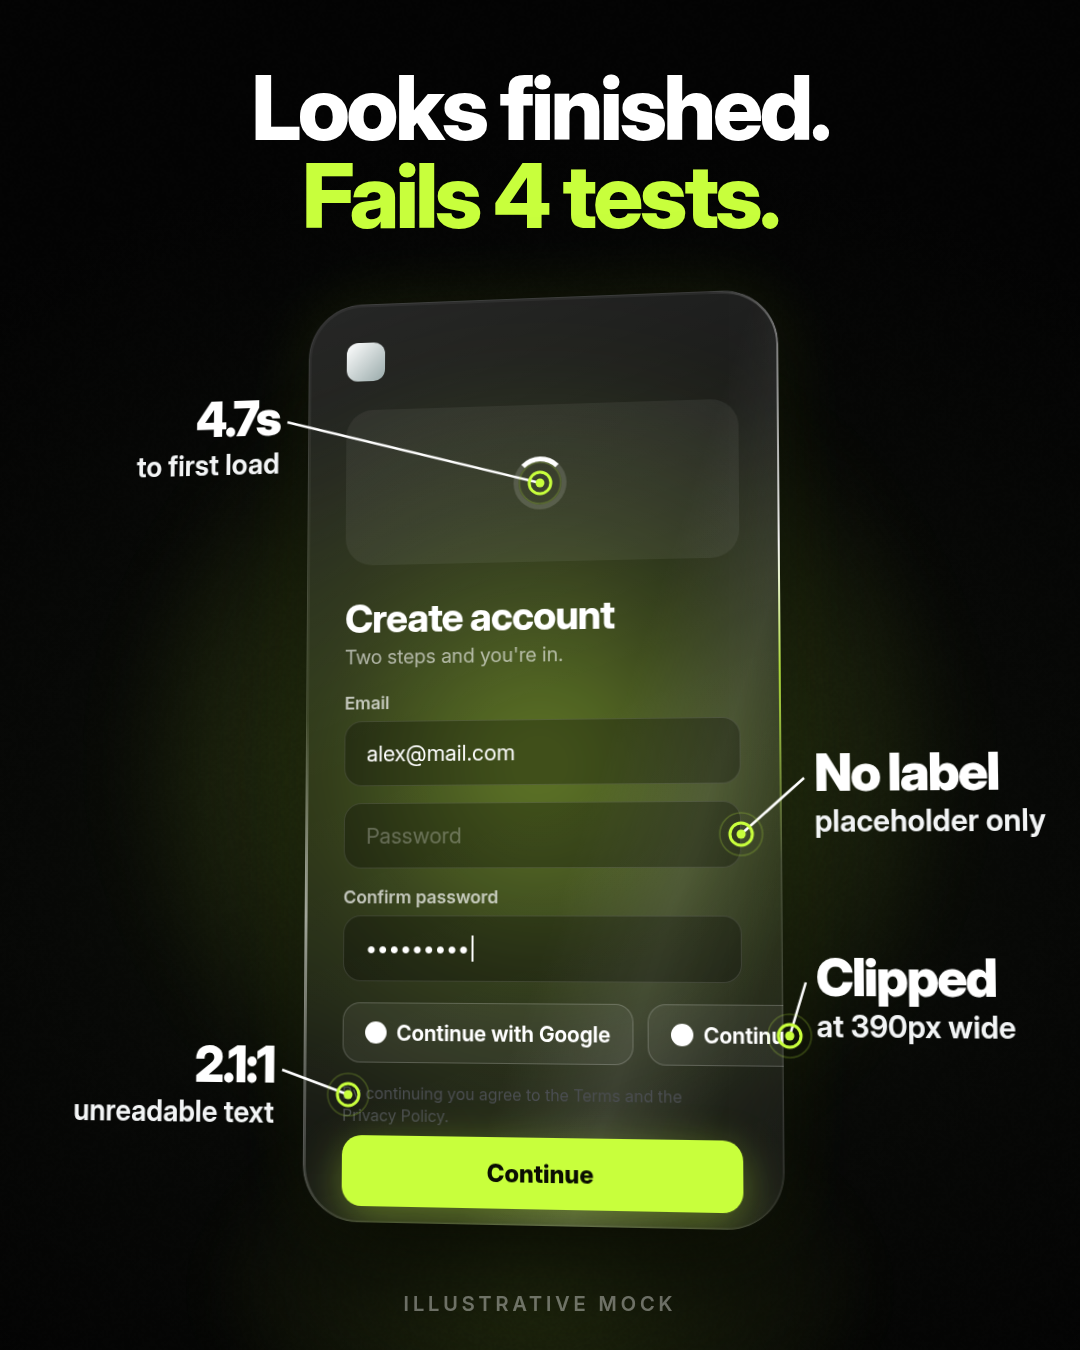 Looks finished.
Fails 4 tests.
4.7s
to first load
Create account
Two steps and you're in.
Email
alex@mail.com
Password
No label
placeholder only
Confirm password
•••••••••
Clipped
at 390px wide
Continue with Google
Continu
2.1:1
unreadable text
continuing you agree to the Terms and the
Privacy Policy.
Continue
ILLUSTRATIVE MOCK